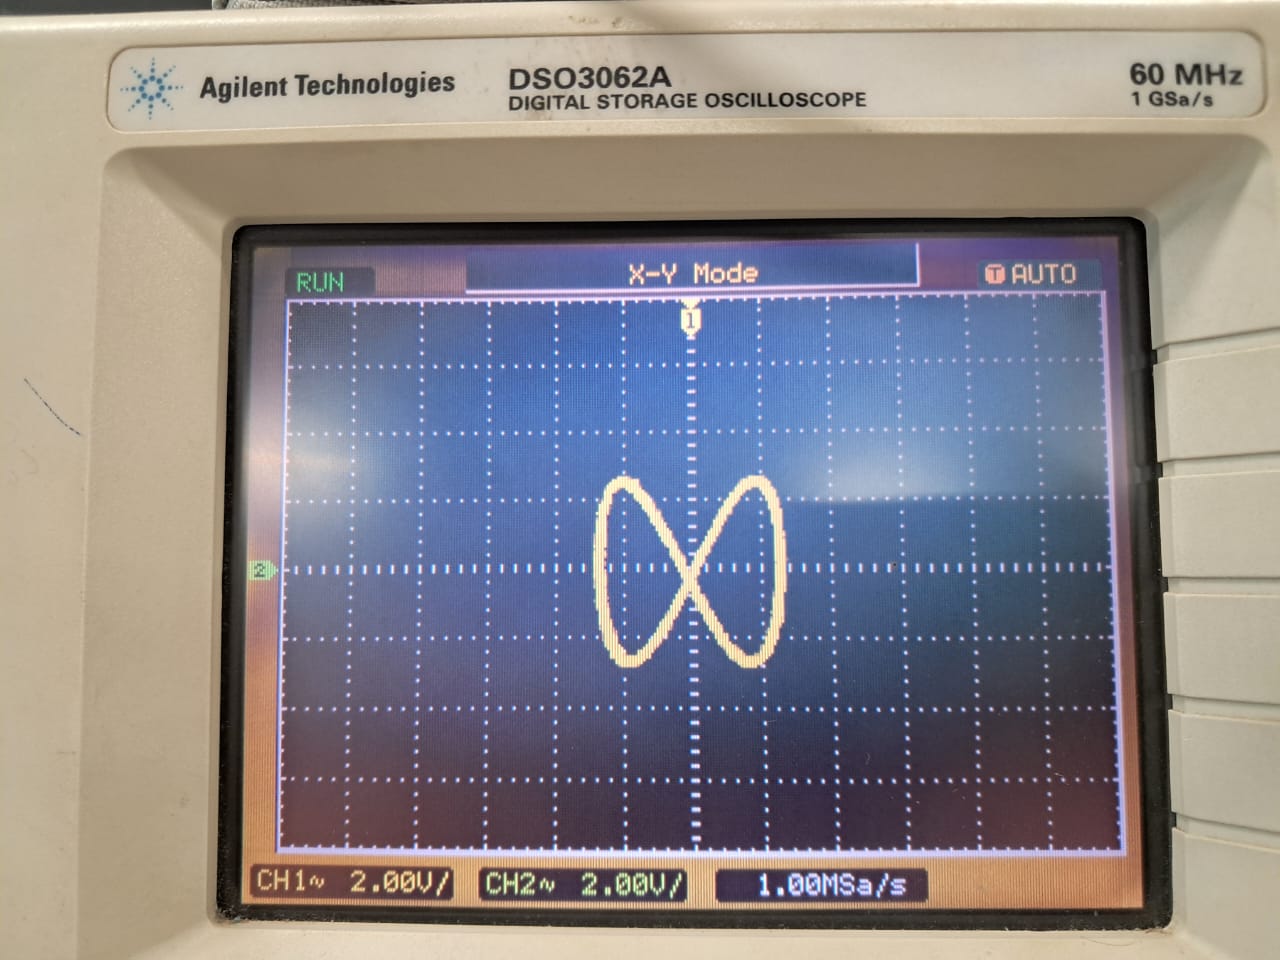 Agilent Technologies
DSO3062A
DIGITAL STORAGE OSCILLOSCOPE
60 MHz
1 GSa/s
RUN
X-Y Mode
T AUTO
1
2
CH1~ 2.00V/
CH2~ 2.00V/
1.00MSa/s